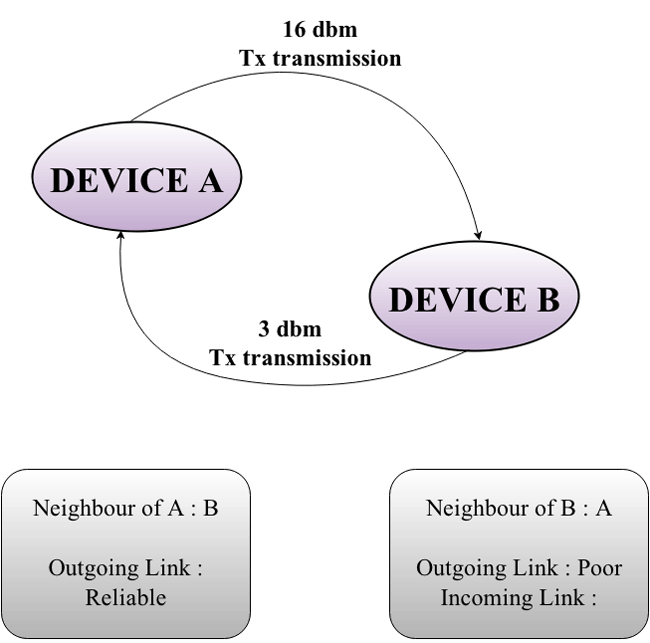 16 dbm
Tx transmission
DEVICE A
DEVICE B
3 dbm
Tx transmission
Neighbour of A : B
Outgoing Link :
Reliable
Neighbour of B : A
Outgoing Link : Poor
Incoming Link :